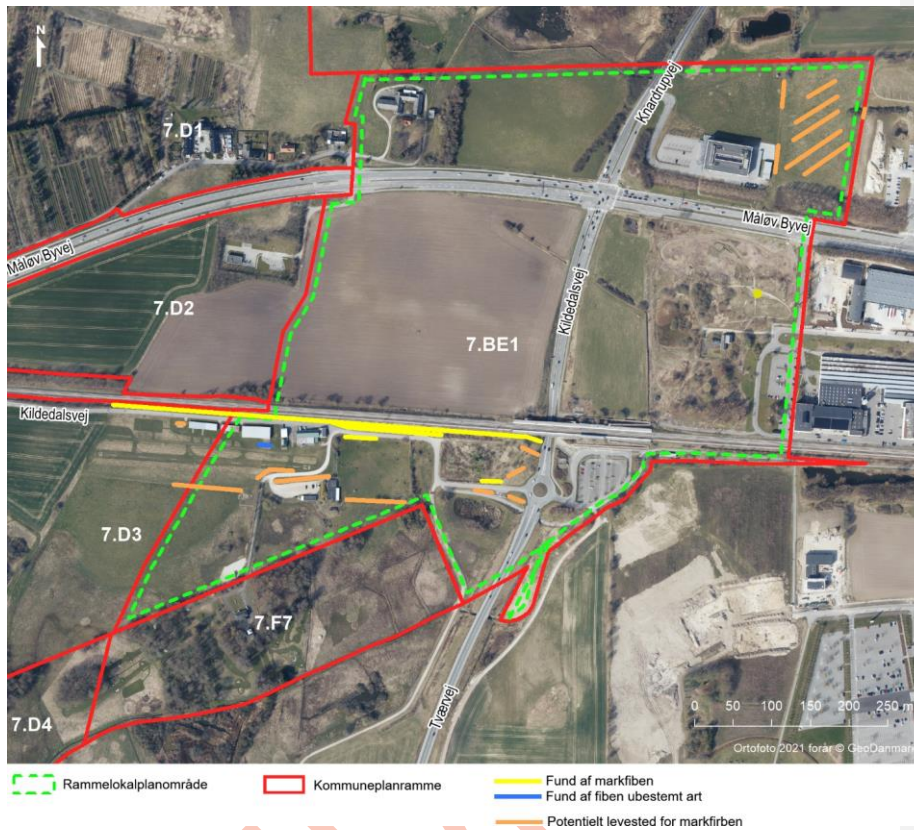 N
Knardrupvej
7.D1
Måløv Byvej
Måløv Byvej
7.D2
Kildedalsvej
7.BE1
Kildedalsvej
7.D3
7.F7
Tværvej
7.D4
0 50 100 150 200 250 m
Ortofoto 2021 forår © GeoDanmark
Rammelokalplanområde
Kommuneplanramme
Fund af markfiben
Fund af fiben ubestemt art
Potentielt levested for markfirben